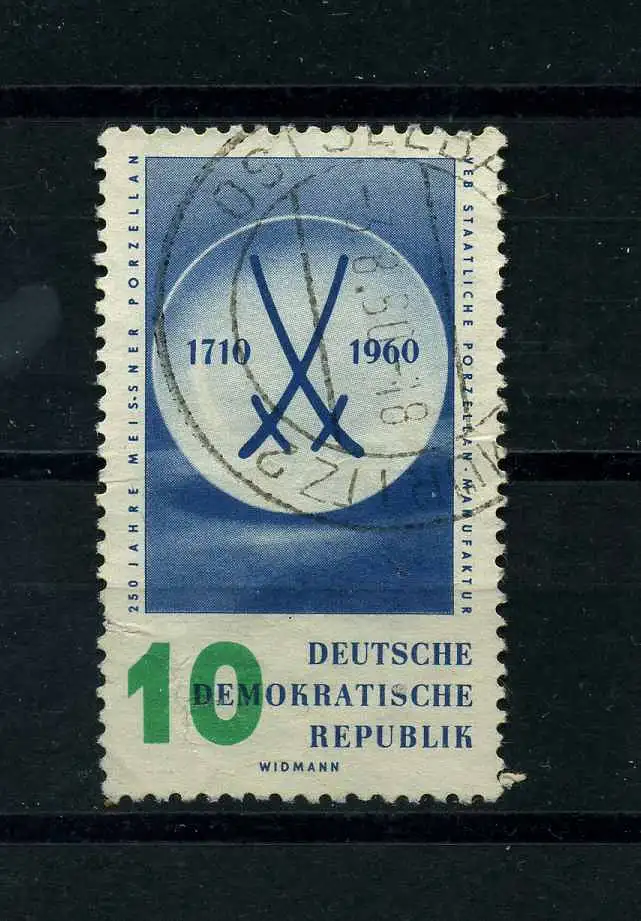 250 JAHRE MEISSNER PORZELLAN
VEB STAATLICHE PORZELLAN MANUFAKTUR
1710 1960
10
DEUTSCHE
DEMOKRATISCHE
REPUBLIK
WIDMANN